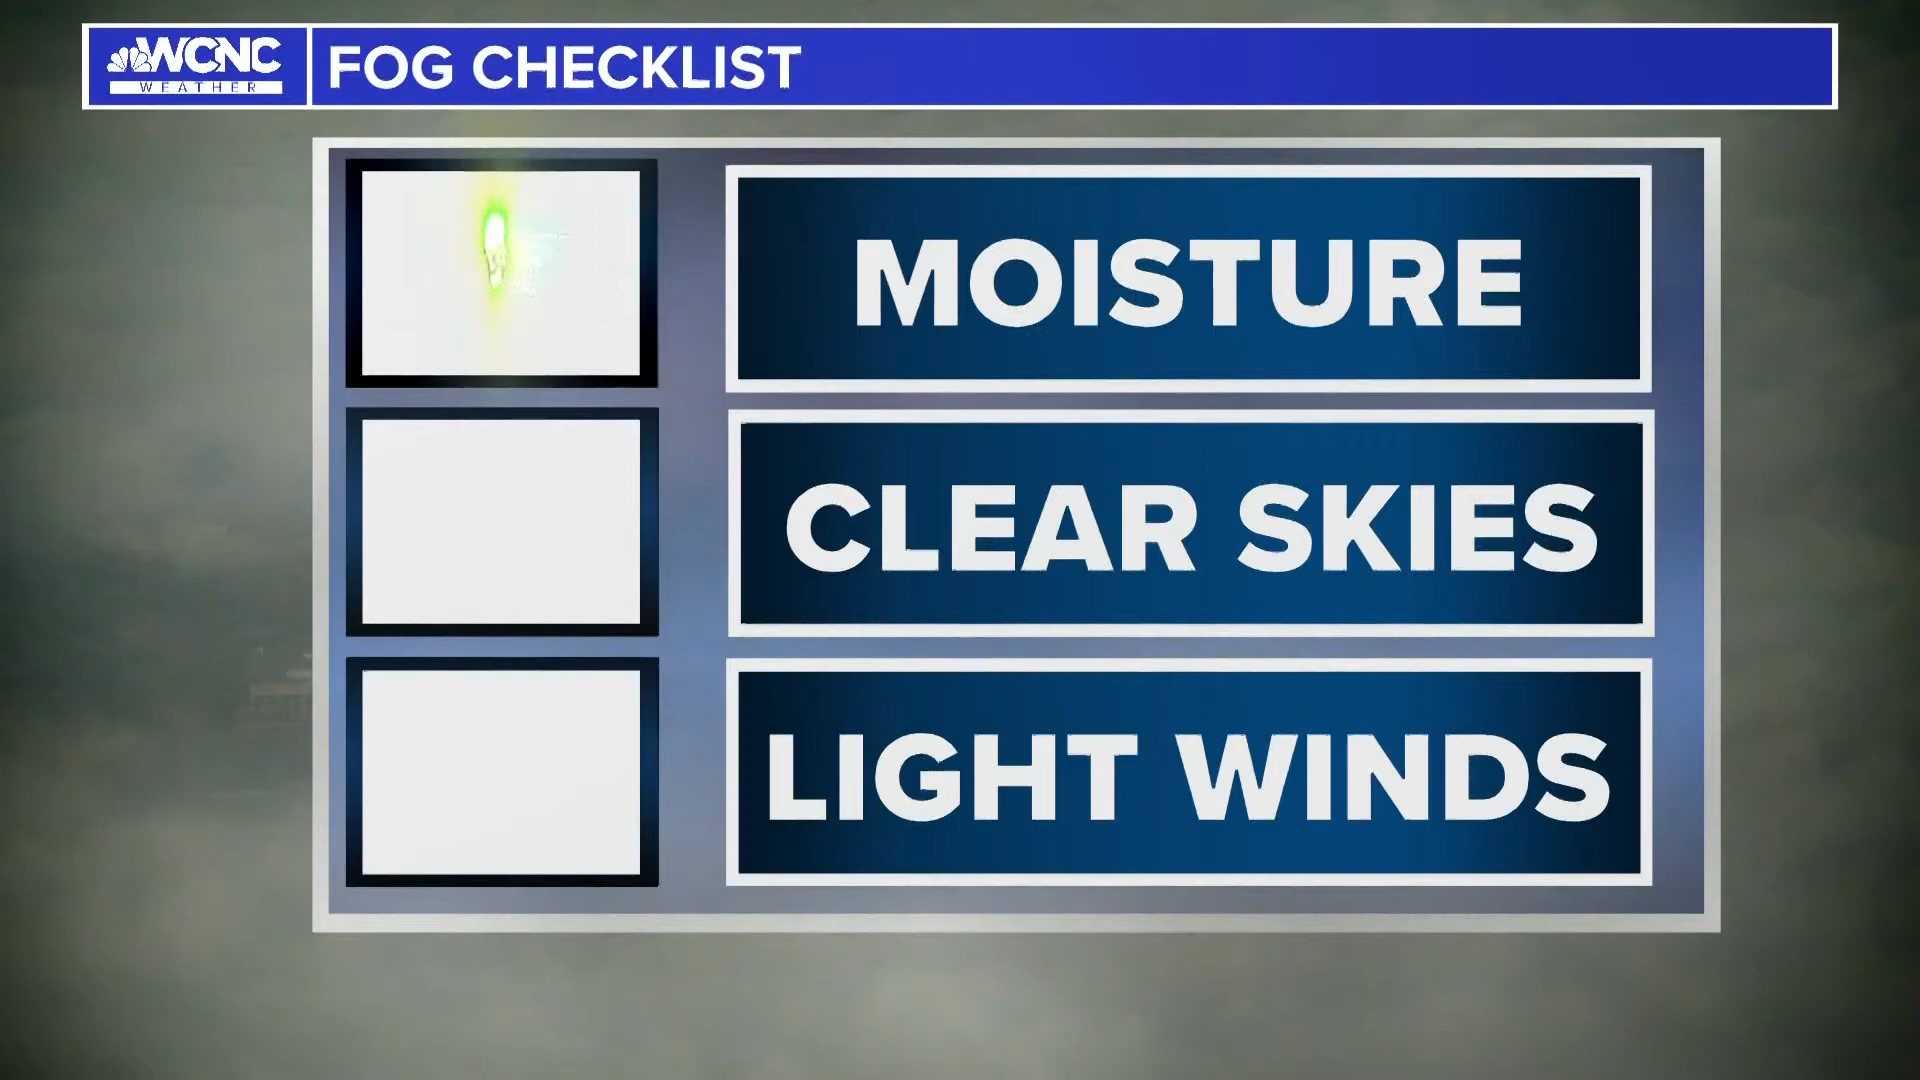 WCNC
WEATHER
FOG CHECKLIST
MOISTURE
CLEAR SKIES
LIGHT WINDS